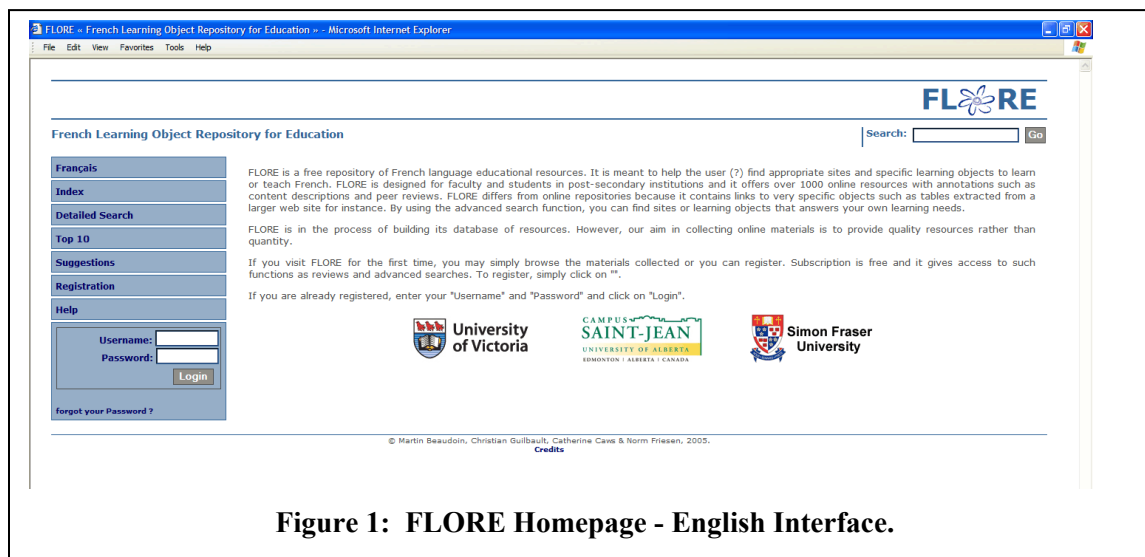 FLORE « French Learning Object Repository for Education » - Microsoft Internet Explorer
File Edit View Favorites Tools Help
FLORE
French Learning Object Repository for Education
Search:
Go
Français
Index
Detailed Search
Top 10
Suggestions
Registration
Help
Username:
Password:
Login
forgot your Password ?
FLORE is a free repository of French language educational resources. It is meant to help the user (?) find appropriate sites and specific learning objects to learn
or teach French. FLORE is designed for faculty and students in post-secondary institutions and it offers over 1000 online resources with annotations such as
content descriptions and peer reviews. FLORE differs from online repositories because it contains links to very specific objects such as tables extracted from a
larger web site for instance. By using the advanced search function, you can find sites or learning objects that answers your own learning needs.
FLORE is in the process of building its database of resources. However, our aim in collecting online materials is to provide quality resources rather than
quantity.
If you visit FLORE for the first time, you may simply browse the materials collected or you can register. Subscription is free and it gives access to such
functions as reviews and advanced searches. To register, simply click on "".
If you are already registered, enter your "Username" and "Password" and click on "Login".
University
of Victoria
CAMPUS
SAINT-JEAN
UNIVERSITY OF ALBERTA
EDMONTON | ALBERTA | CANADA
Simon Fraser
University
© Martin Beaudoin, Christian Guilbault, Catherine Caws & Norm Friesen, 2005.
Credits
Figure 1: FLORE Homepage - English Interface.